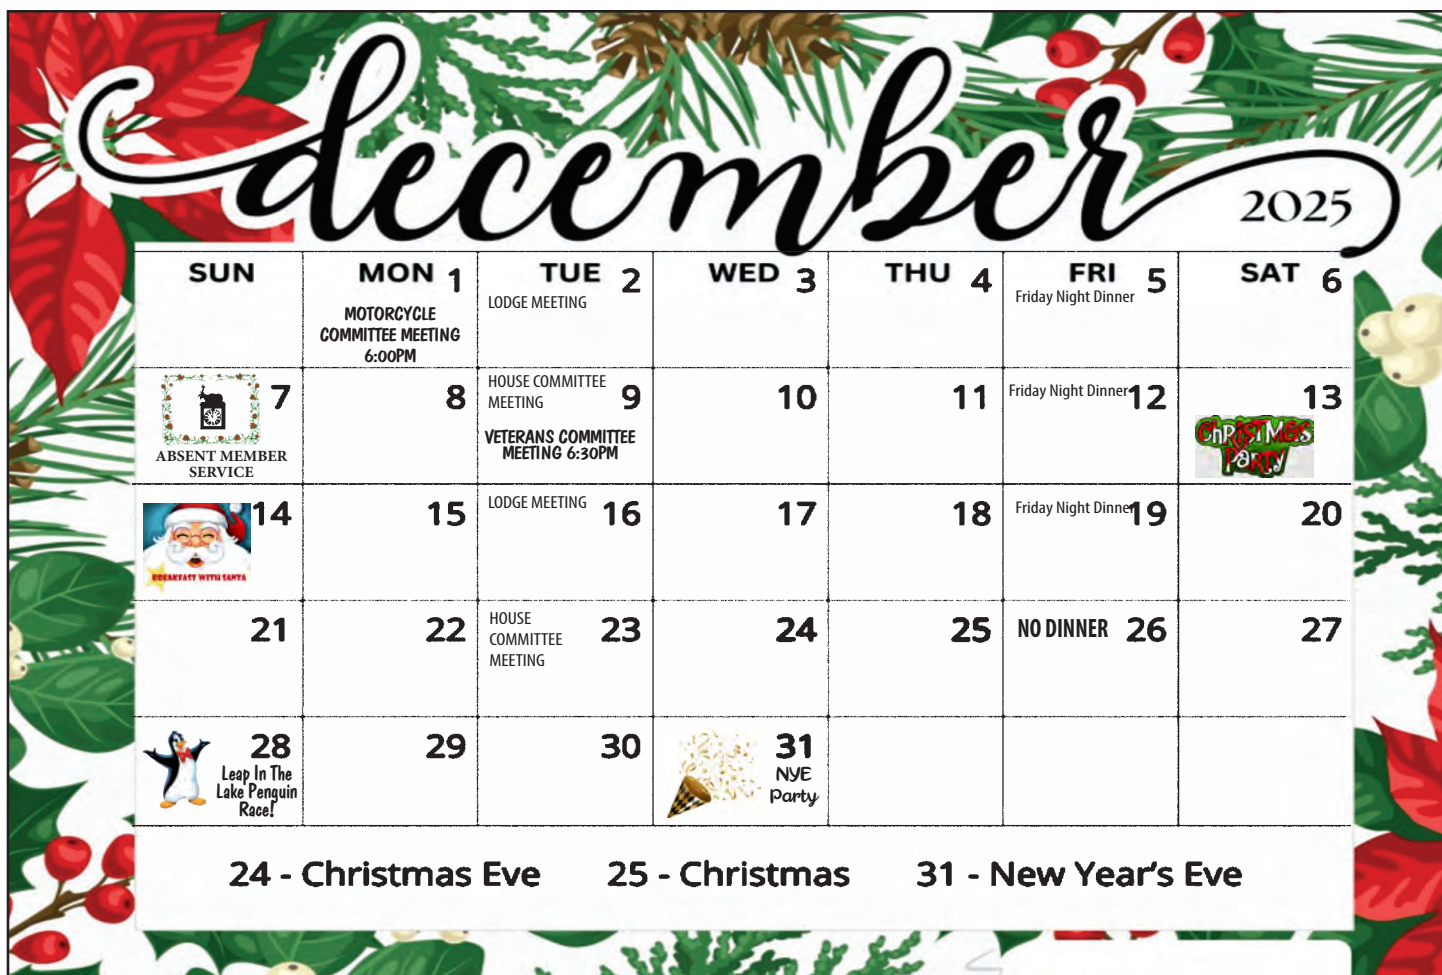 december
2025
SUN MON TUE WED THU FRI SAT
1
MOTORCYCLE
COMMITTEE MEETING
6:00PM
2
LODGE MEETING
3
4
5
Friday Night Dinner
6
7
ABSENT MEMBER
SERVICE
8
HOUSE COMMITTEE
MEETING
9
VETERANS COMMITTEE
MEETING 6:30PM
10
11
Friday Night Dinner
12
13
CHRISTMAS
PARTY
14
BREAKFAST WITH SANTA
15
LODGE MEETING
16
17
18
Friday Night Dinner
19
20
21
22
HOUSE
COMMITTEE
MEETING
23
24
25
NO DINNER
26
27
28
Leap In The
Lake Penguin
Race!
29
30
31
NYE
Party
24 - Christmas Eve 25 - Christmas 31 - New Year's Eve